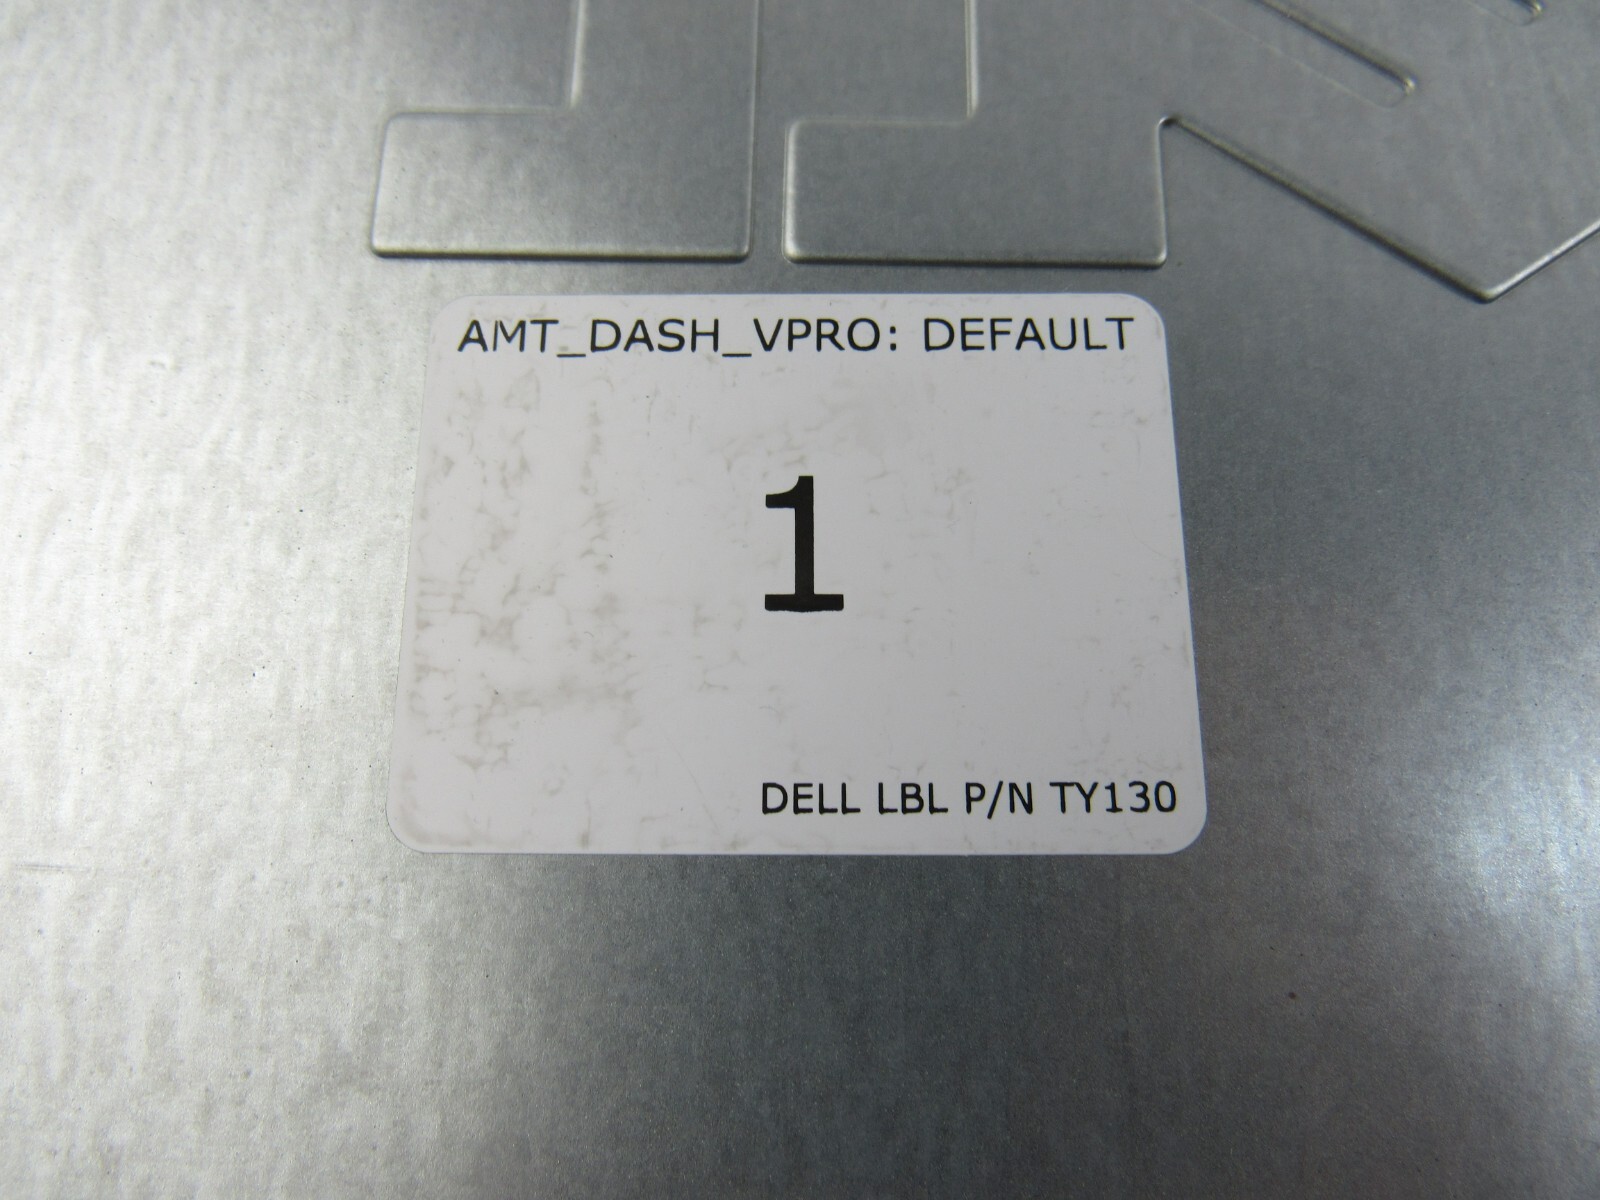 AMT_DASH_VPRO: DEFAULT
1
DELL LBL P/N TY130